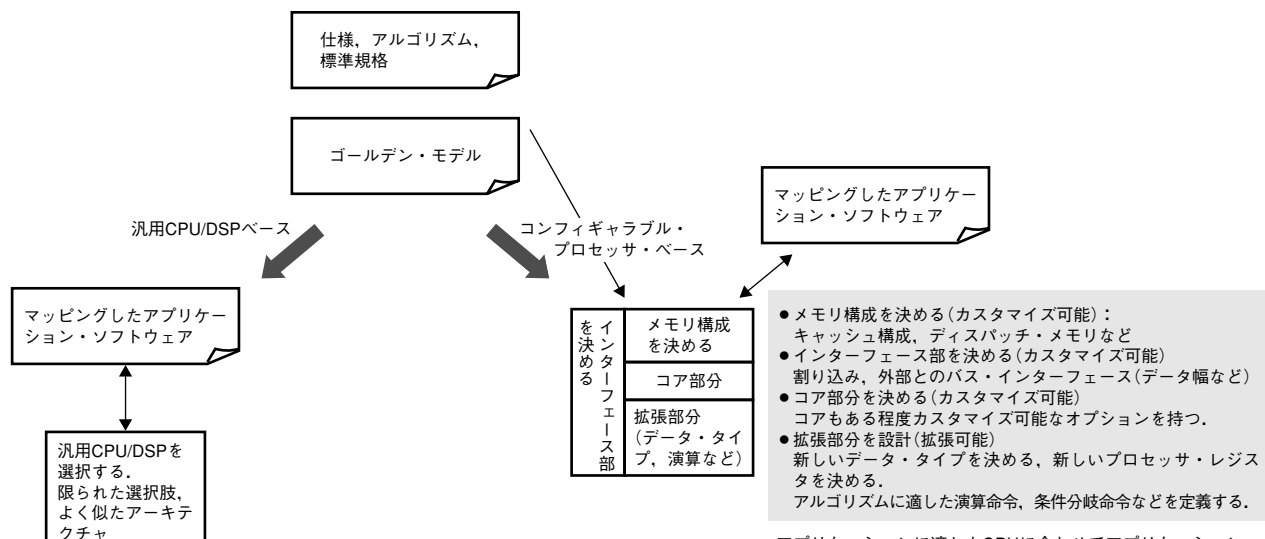 仕様，アルゴリズム，
標準規格
ゴールデン・モデル
汎用CPU/DSPベース
コンフィギャラブル・
プロセッサ・ベース
マッピングしたアプリケー
ション・ソフトウェア
マッピングしたアプリケー
ション・ソフトウェア
汎用CPU/DSPを
選択する．
限られた選択肢，
よく似たアーキテ
クチャ
インターフェース部
を決める
メモリ構成
を決める
コア部分
拡張部分
（データ・タイ
プ，演算など）
●メモリ構成を決める（カスタマイズ可能）：
キャッシュ構成，ディスパッチ・メモリなど
●インターフェース部を決める（カスタマイズ可能）
割り込み，外部とのバス・インターフェース（データ幅など）
●コア部分を決める（カスタマイズ可能）
コアもある程度カスタマイズ可能なオプションを持つ．
●拡張部分を設計（拡張可能）
新しいデータ・タイプを決める，新しいプロセッサ・レジス
タを決める．
アルゴリズムに適した演算命令，条件分岐命令などを定義する．